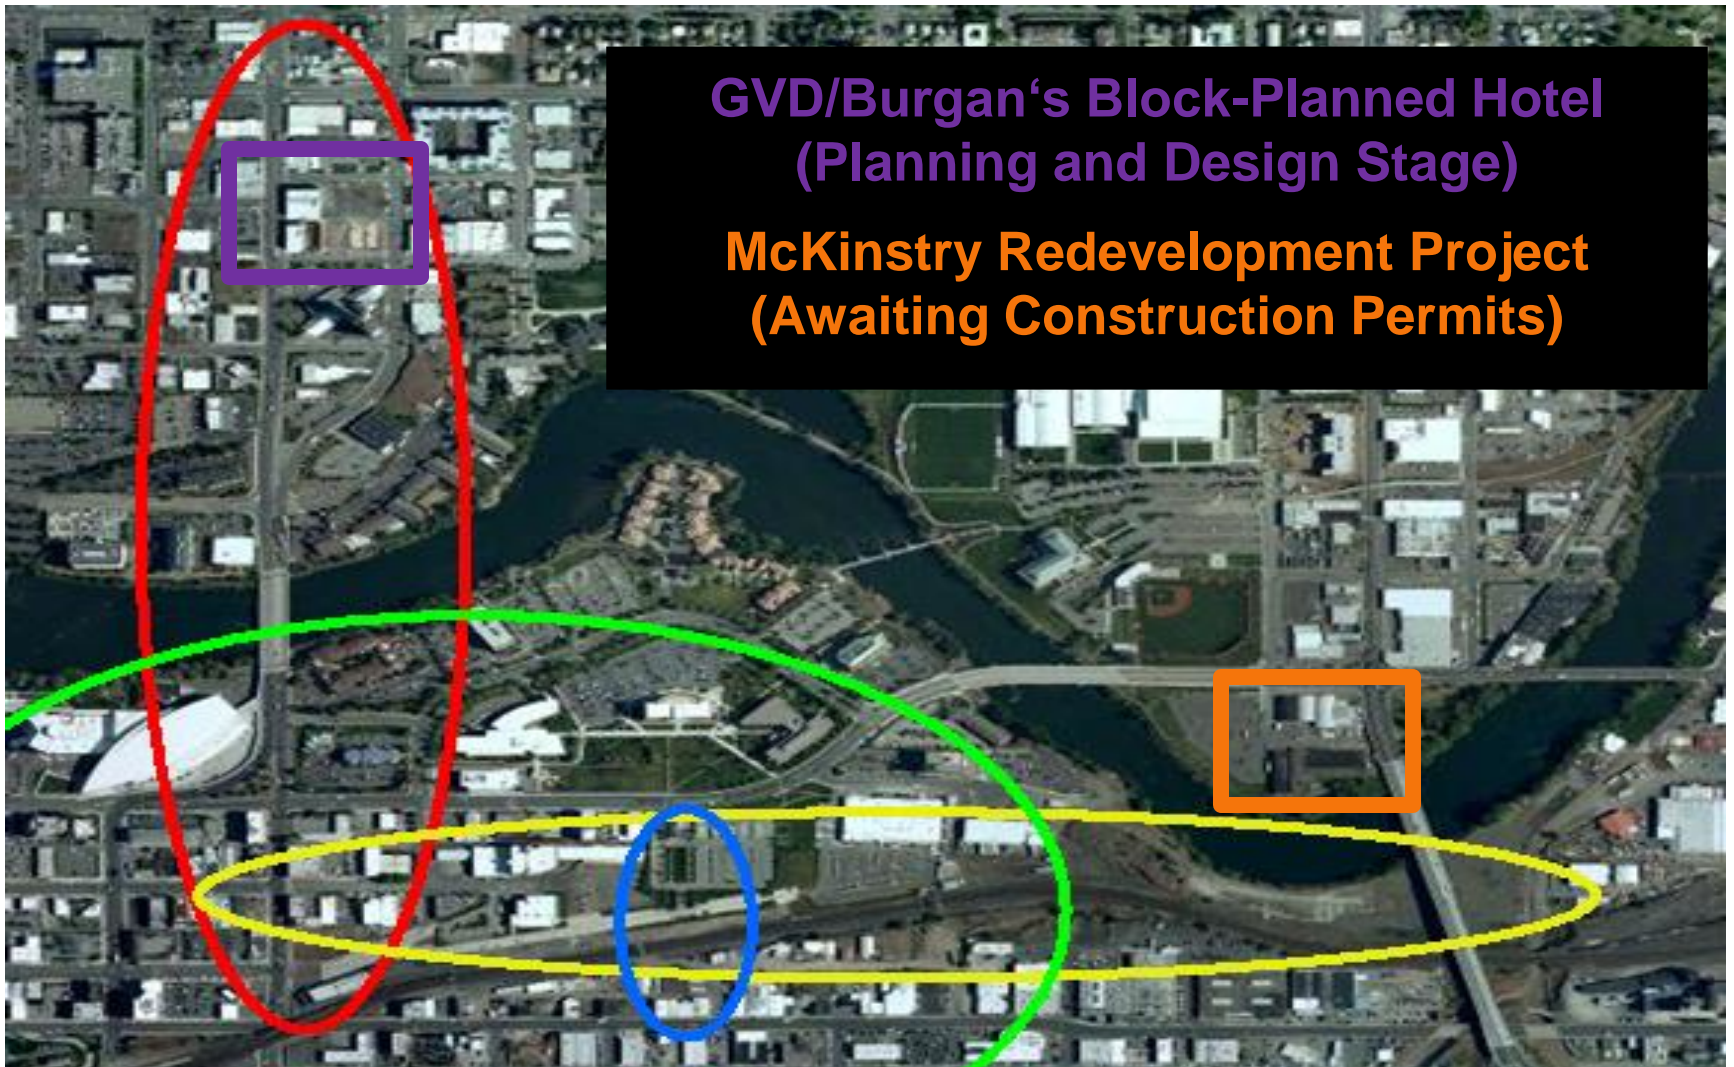 GVD/Burgan‘s Block-Planned Hotel
(Planning and Design Stage)
McKinstry Redevelopment Project
(Awaiting Construction Permits)